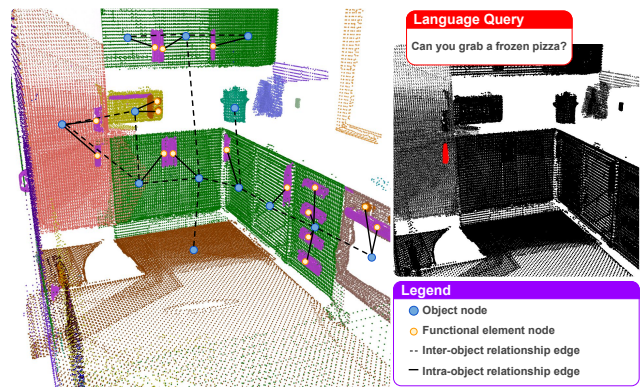 Language Query
Can you grab a frozen pizza?
Legend
Object node
Functional element node
Inter-object relationship edge
Intra-object relationship edge